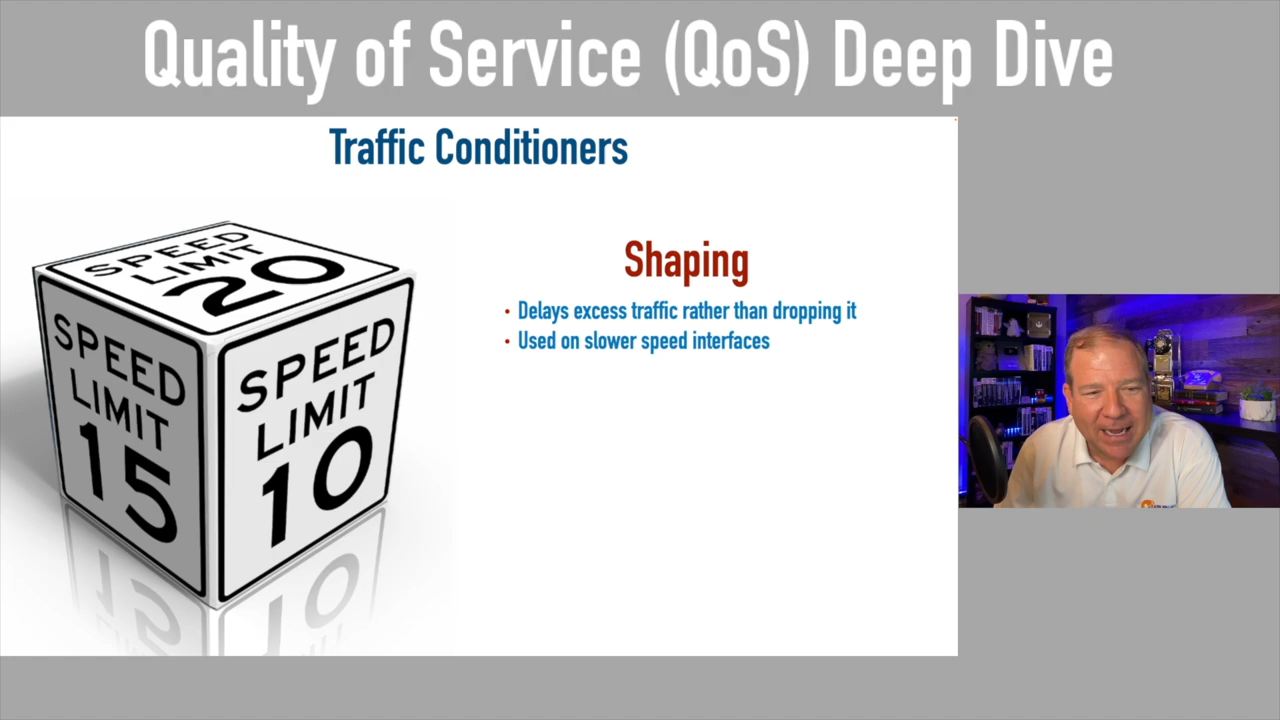 Quality of Service (QoS) Deep Dive
Traffic Conditioners
Shaping
• Delays excess traffic rather than dropping it
• Used on slower speed interfaces
SPEED
LIMIT
20
SPEED
LIMIT
15
SPEED
LIMIT
10